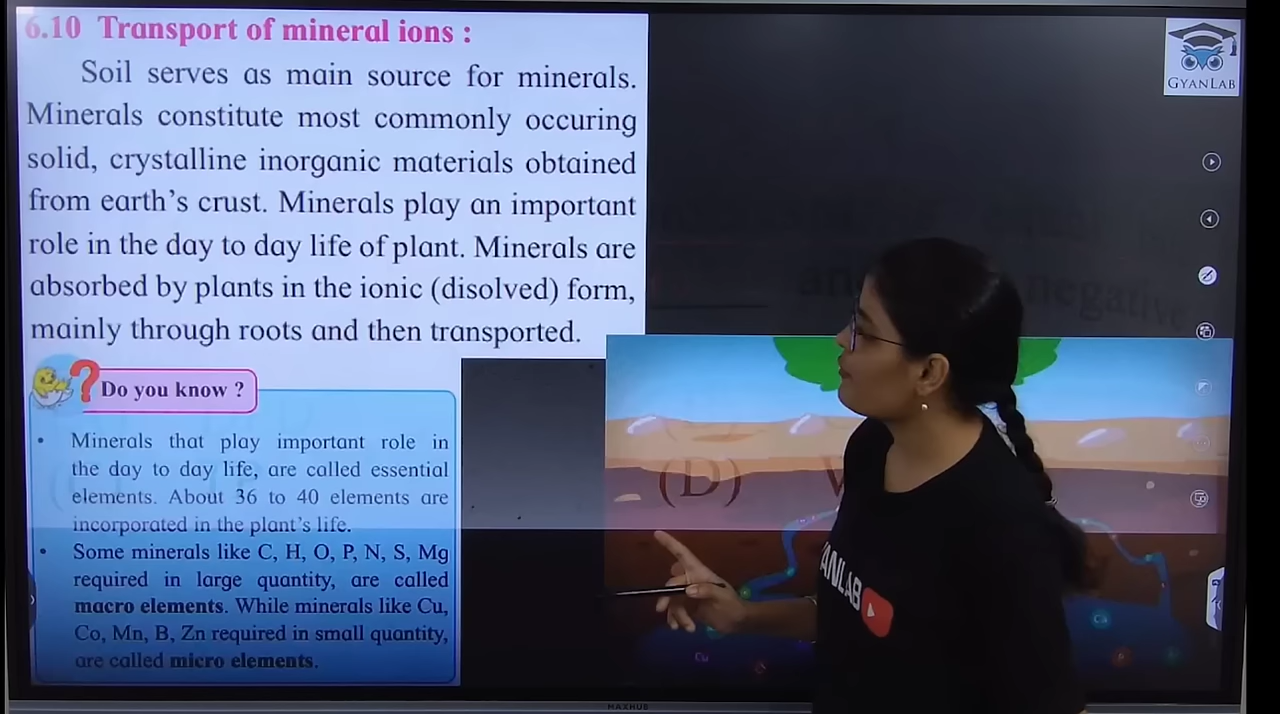 6.10 Transport of mineral ions :
Soil serves as main source for minerals.
Minerals constitute most commonly occuring
solid, crystalline inorganic materials obtained
from earth's crust. Minerals play an important
role in the day to day life of plant. Minerals are
absorbed by plants in the ionic (disolved) form,
mainly through roots and then transported.
Do you know ?
• Minerals that play important role in
the day to day life, are called essential
elements. About 36 to 40 elements are
incorporated in the plant's life.
• Some minerals like C, H, O, P, N, S, Mg
required in large quantity, are called
macro elements. While minerals like Cu,
Co, Mn, B, Zn required in small quantity,
are called micro elements.
GYANLAB
negative
(D)
Cu
Ca
MAXHUB